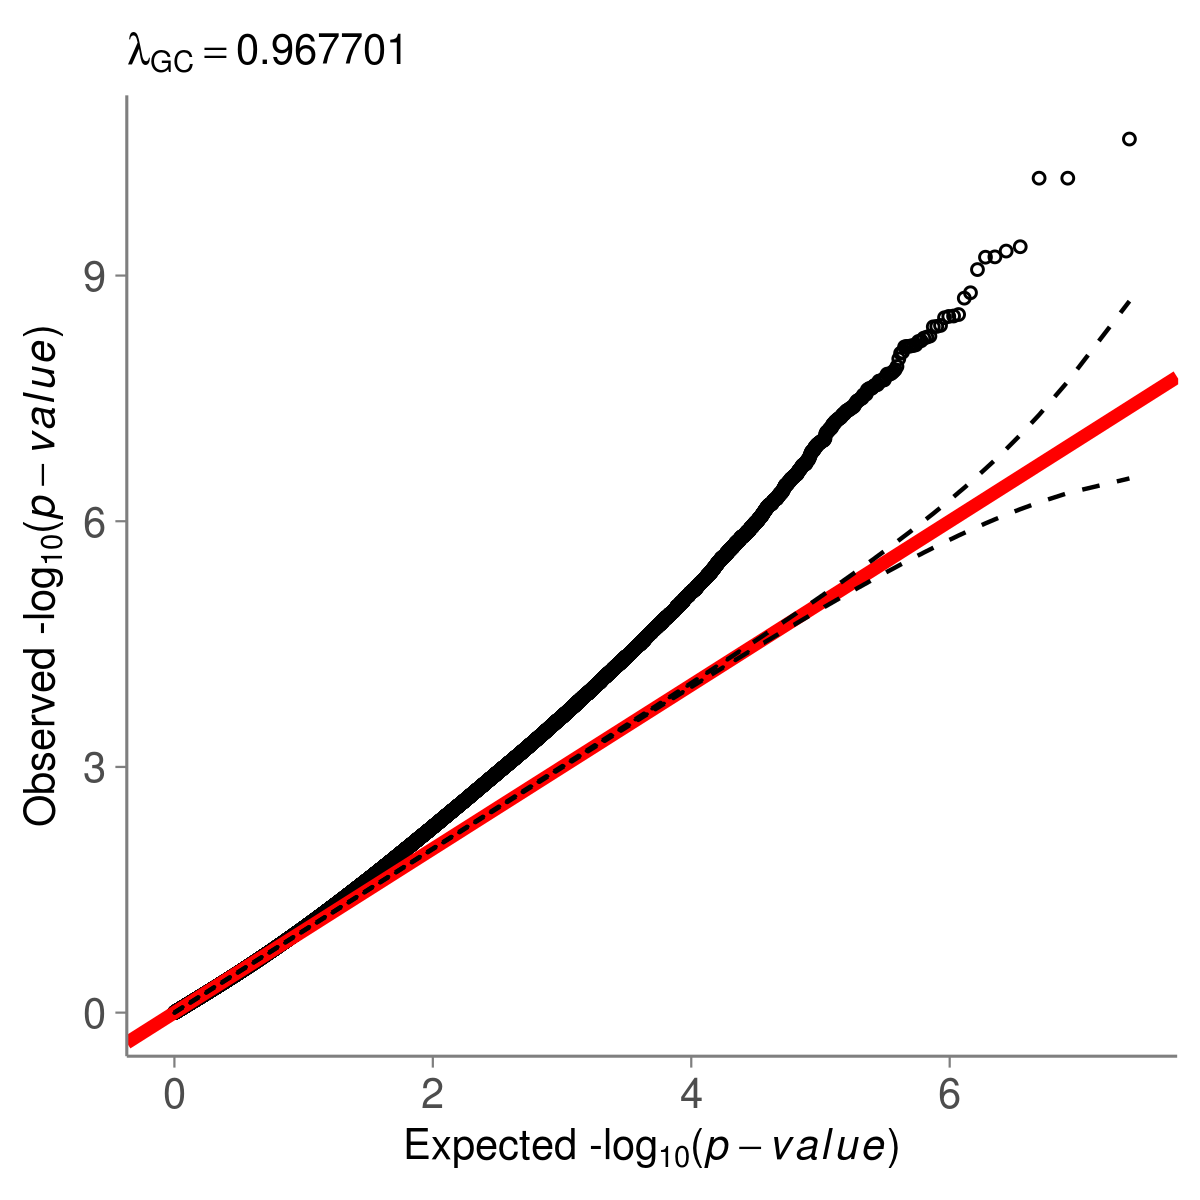 λGC = 0.967701
Observed -log10(p − value)
9
6
3
0
0 2 4 6
Expected -log10(p − value)